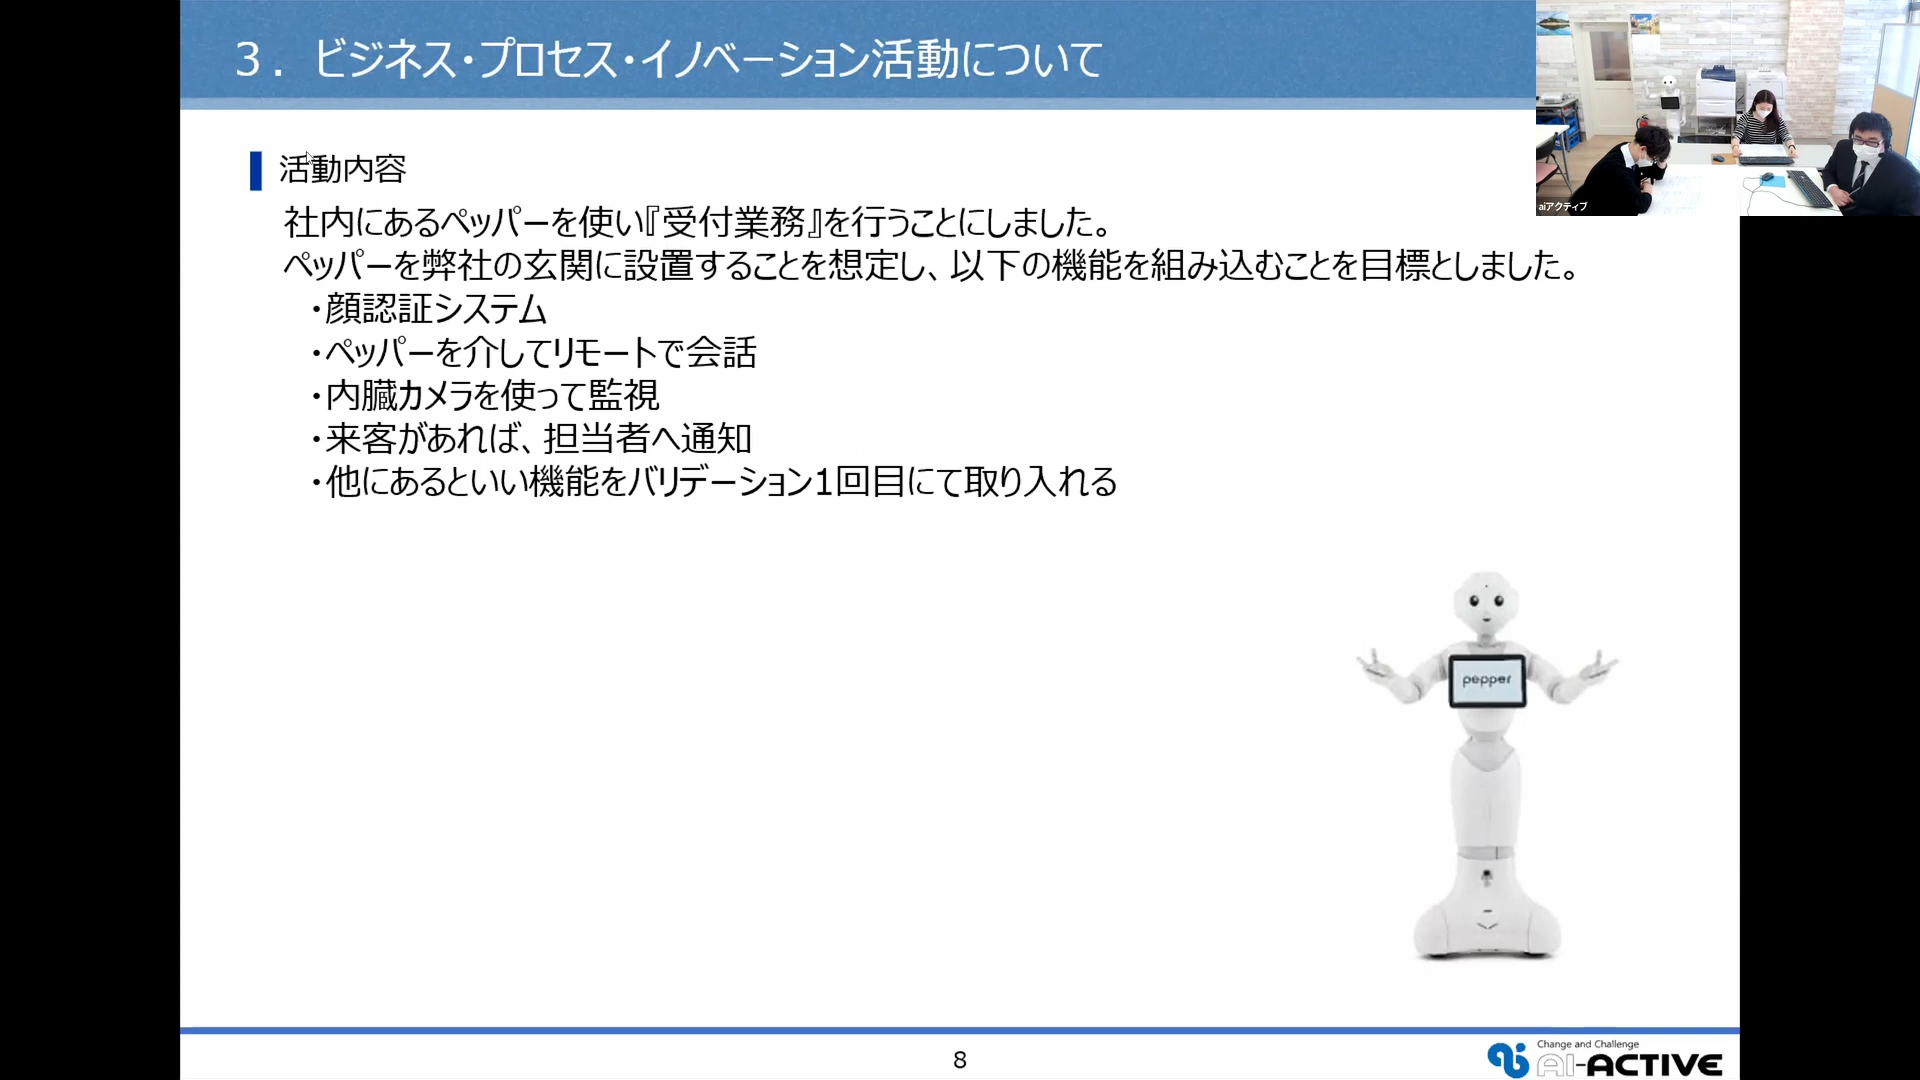 ３．ビジネス・プロセス・イノベーション活動について
活動内容
社内にあるペッパーを使い『受付業務』を行うことにしました。
ペッパーを弊社の玄関に設置することを想定し、以下の機能を組み込むことを目標としました。
・顔認証システム
・ペッパーを介してリモートで会話
・内臓カメラを使って監視
・来客があれば、担当者へ通知
・他にあるといい機能をバリデーション1回目にて取り入れる
aiアクティブ
pepper
8
Change and Challenge
AI-ACTIVE